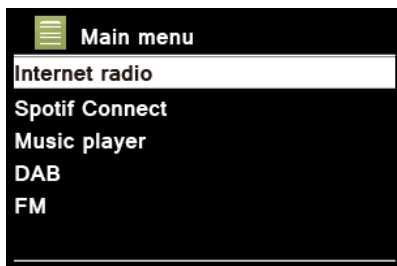 Main menu
Internet radio
Spotif Connect
Music player
DAB
FM